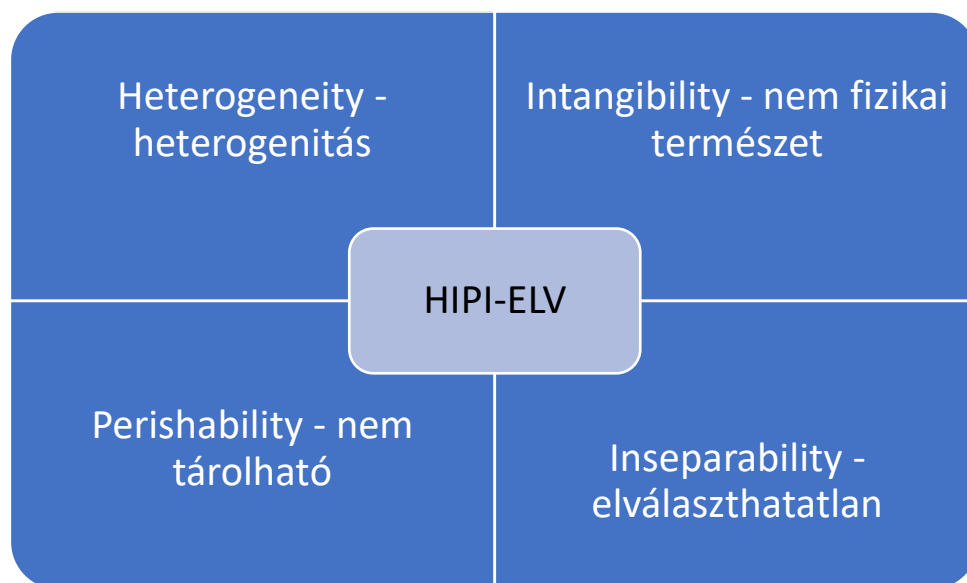 Heterogeneity -
heterogenitás
Intangibility - nem fizikai
természet
HIPI-ELV
Perishability - nem
tárolható
Inseparability -
elválaszthatatlan